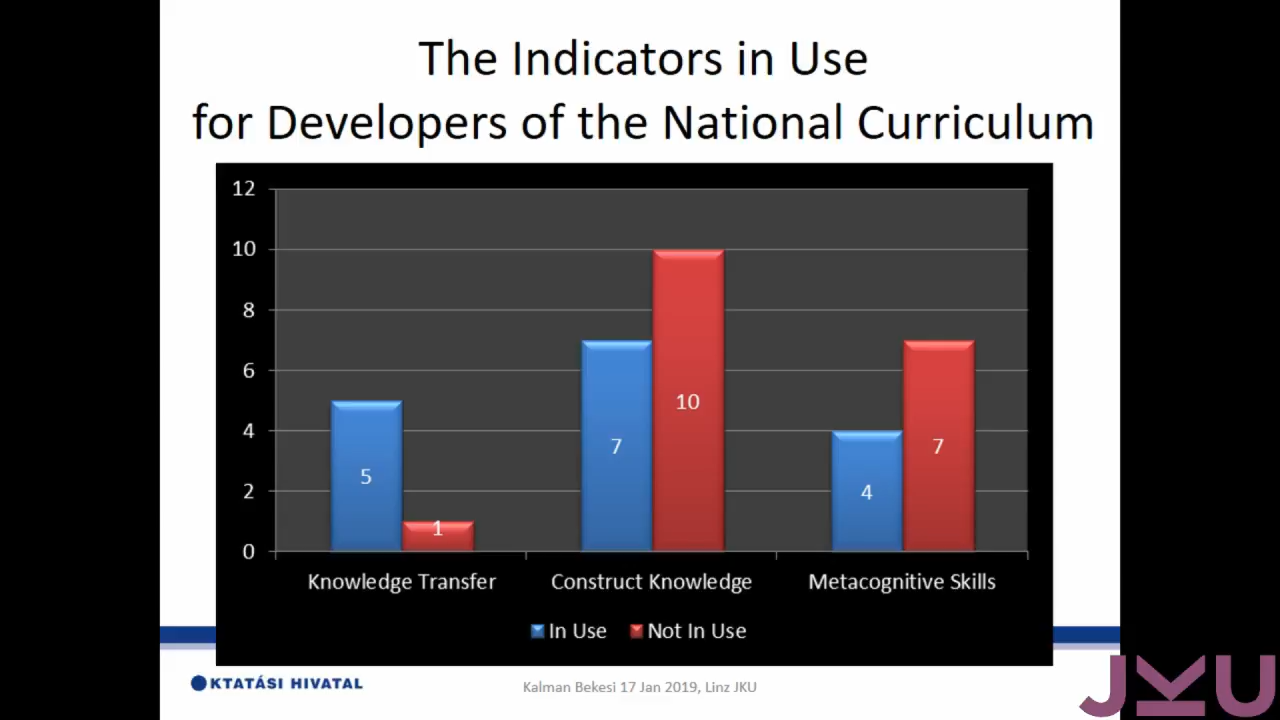 The Indicators in Use
for Developers of the National Curriculum
12
10
8
6
4
2
0
5
1
7
10
4
7
Knowledge Transfer
Construct Knowledge
Metacognitive Skills
In Use
Not In Use
OKTATÁSI HIVATAL
Kalman Bekesi 17 Jan 2019, Linz JKU
JKU